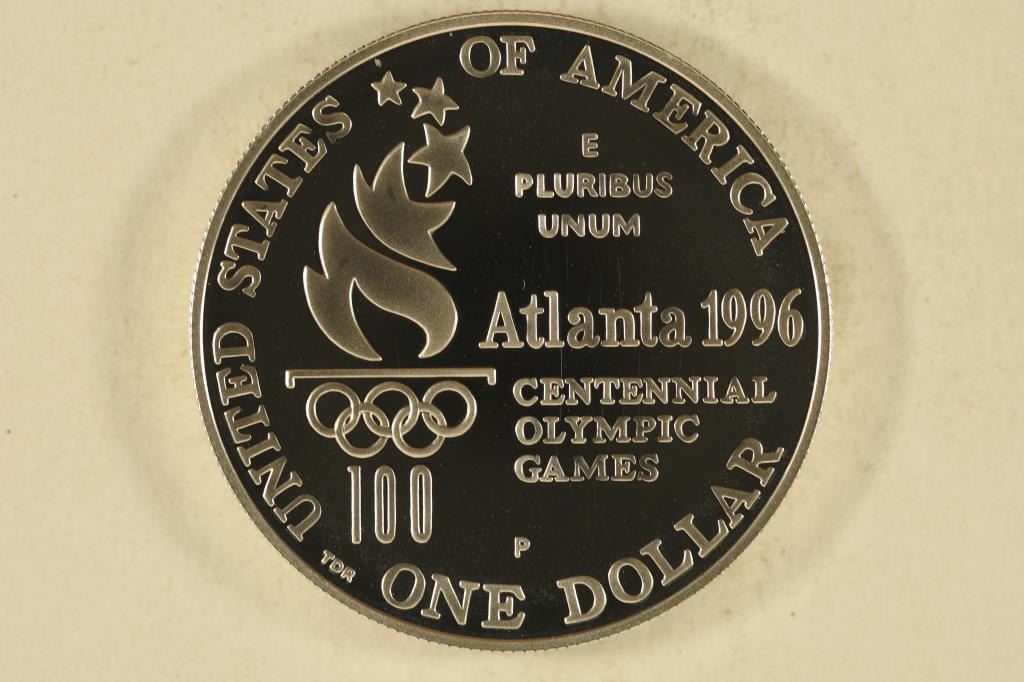 UNITED STATES OF AMERICA
E
PLURIBUS
UNUM
Atlanta 1996
CENTENNIAL
OLYMPIC
GAMES
100
P
TDR
ONE DOLLAR